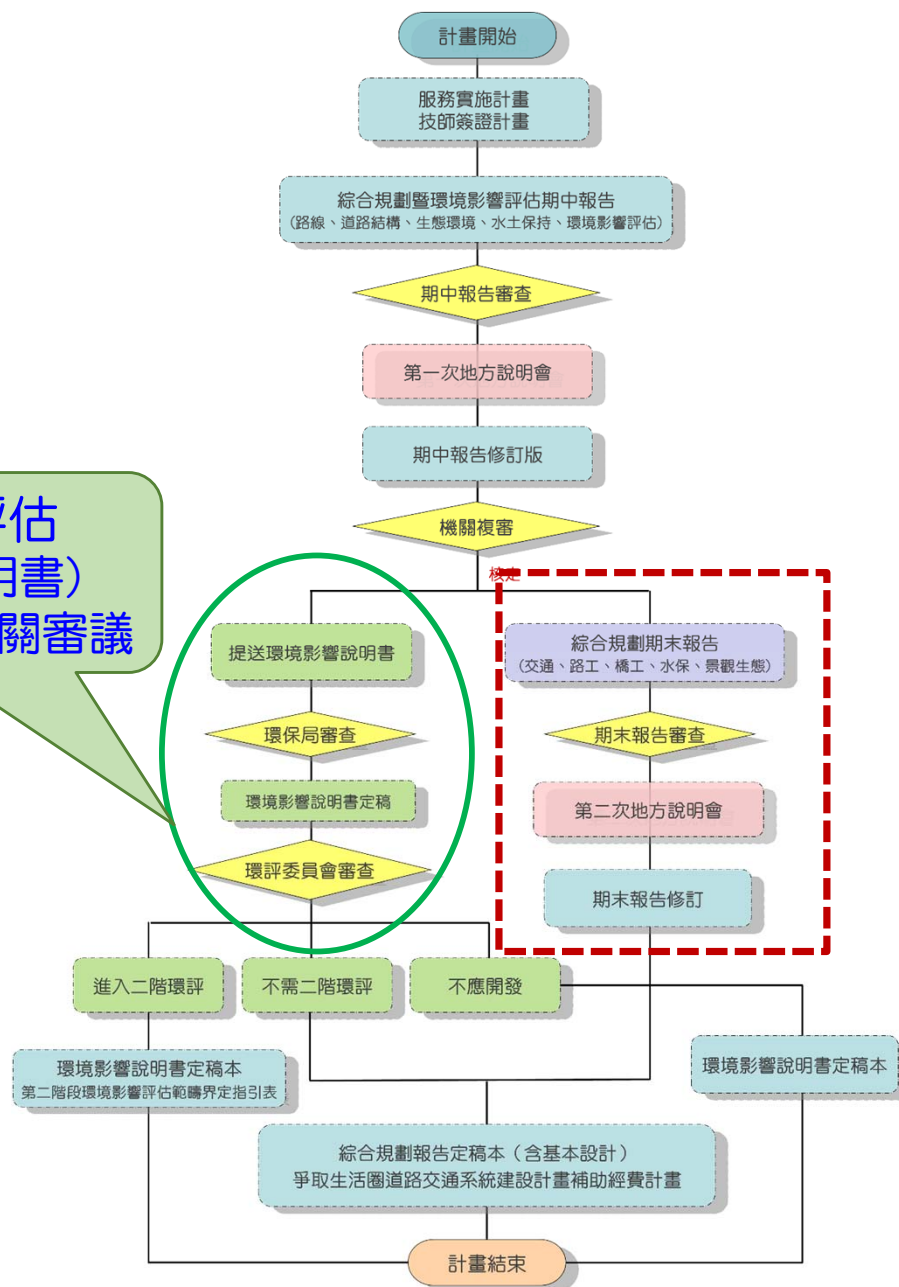 計畫開始
服務實施計畫
技師簽證計畫
綜合規劃暨環境影響評估期中報告
(路線、道路結構、生態環境、水土保持、環境影響評估)
期中報告審查
第一次地方說明會
期中報告修訂版
機關複審
核定
評估
明書)
關審議
提送環境影響說明書
環保局審查
環境影響說明書定稿
環評委員會審查
綜合規劃期末報告
(交通、路工、橋工、水保、景觀生態)
期末報告審查
第二次地方說明會
期末報告修訂
進入二階環評
不需二階環評
不應開發
環境影響說明書定稿本
第二階段環境影響評估範疇界定指引表
環境影響說明書定稿本
綜合規劃報告定稿本(含基本設計)
爭取生活圈道路交通系統建設計畫補助經費計畫
計畫結束